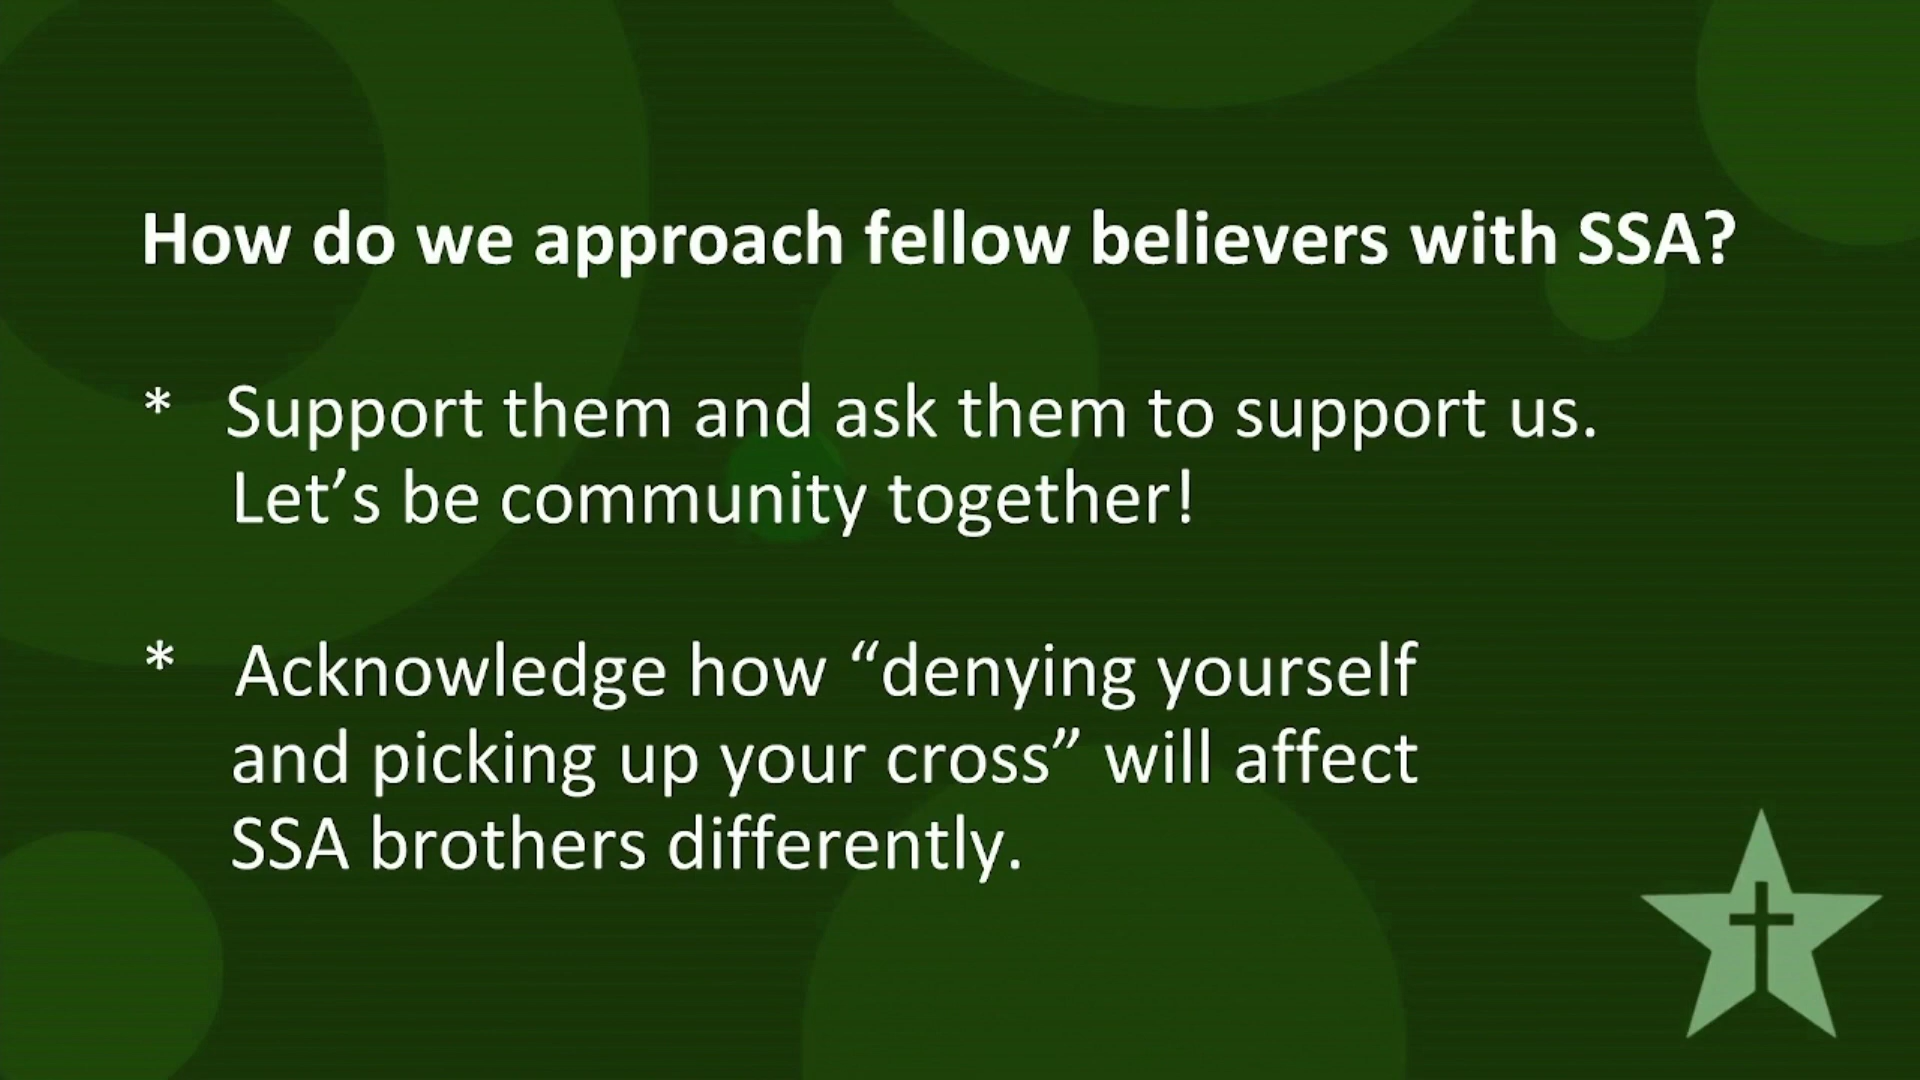 How do we approach fellow believers with SSA?
* Support them and ask them to support us.
Let’s be community together!
* Acknowledge how “denying yourself
and picking up your cross” will affect
SSA brothers differently.